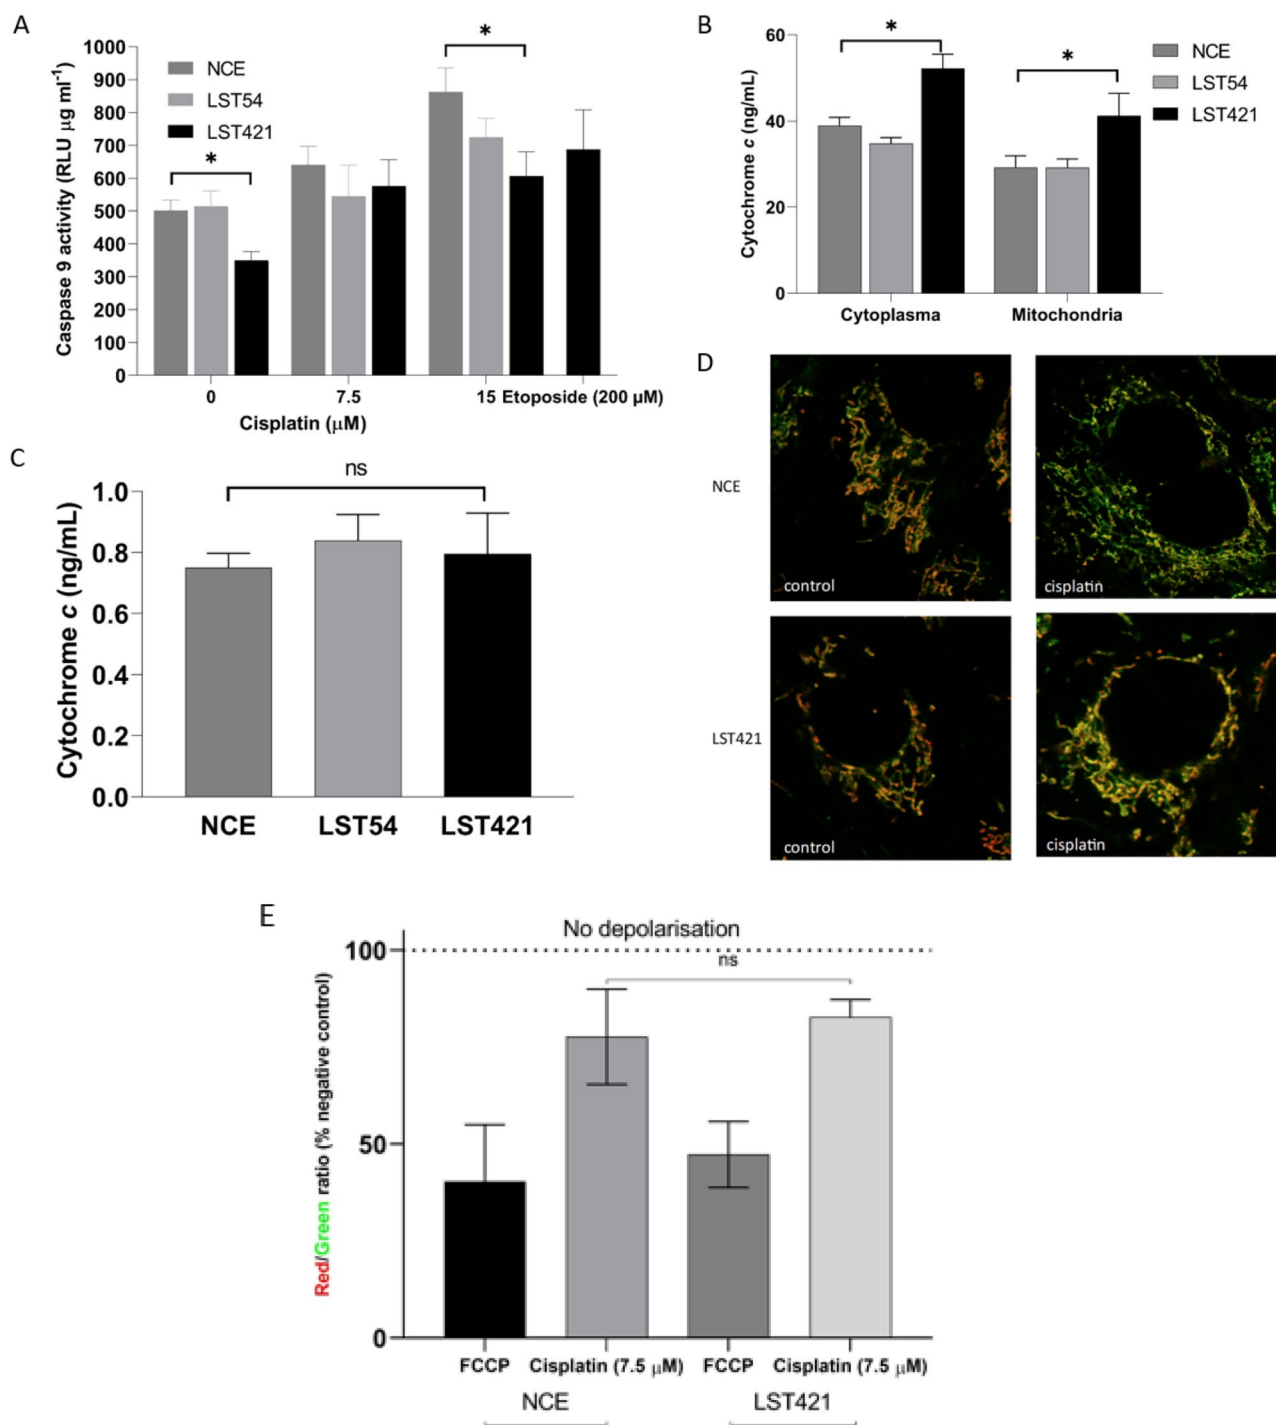 A
Caspase 9 activity (RLU µg ml-1)
1000
900
800
700
600
500
400
300
200
100
0
NCE
LST54
LST421
*
*
0
7.5
15 Etoposide (200 µM)
Cisplatin (µM)
B
Cytochrome c (ng/mL)
60
40
20
0
*
*
NCE
LST54
LST421
Cytoplasma
Mitochondria
C
Cytochrome c (ng/mL)
1.0
0.8
0.6
0.4
0.2
0.0
ns
NCE
LST54
LST421
D
NCE
control
cisplatin
LST421
control
cisplatin
E
Red/Green ratio (% negative control)
No depolarisation
100
50
0
ns
FCCP
Cisplatin (7.5 µM)
FCCP
Cisplatin (7.5 µM)
NCE
LST421